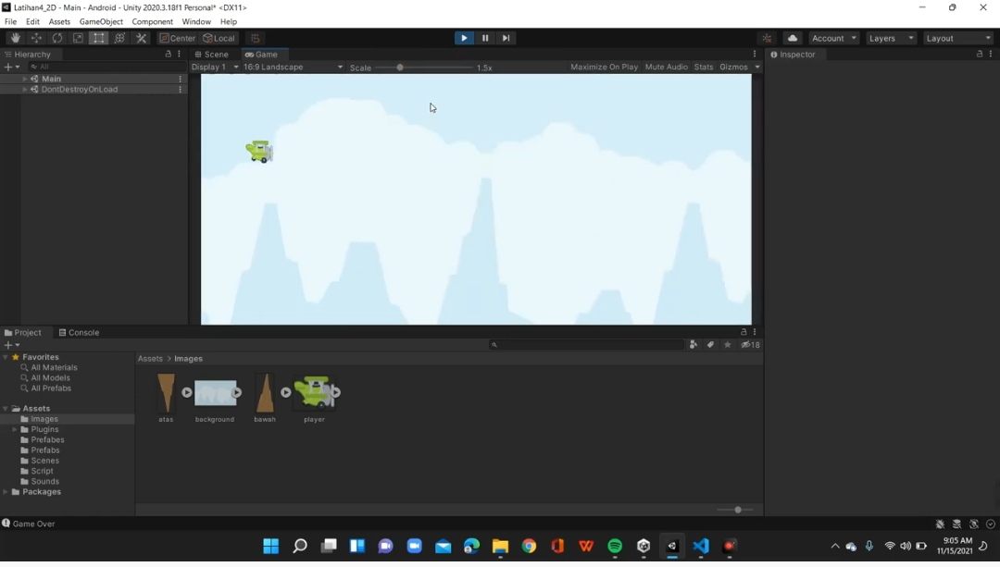 Latihan4_2D - Main - Android - Unity 2020.3.18f1 Personal* <DX11>
File Edit Assets GameObject Component Window Help
Center Local Account Layers Layout
Hierarchy Scene Game Inspector
All Display 1 16:9 Landscape Scale 1.5x Maximize On Play Mute Audio Stats Gizmos
Main
DontDestroyOnLoad
Project Console
18
Favorites
All Materials
All Models
All Prefabs
Assets
Images
Plugins
Prefabes
Prefabs
Scenes
Script
Sounds
Packages
Assets > Images
atas background bawah player
Game Over
9:05 AM
11/15/2021